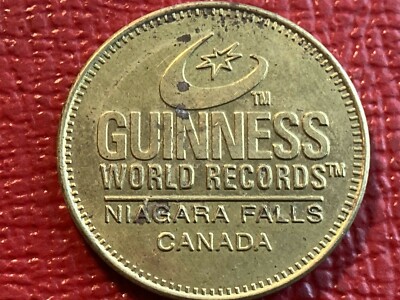 TM
GUINNESS
WORLD RECORDS™
NIAGARA FALLS
CANADA